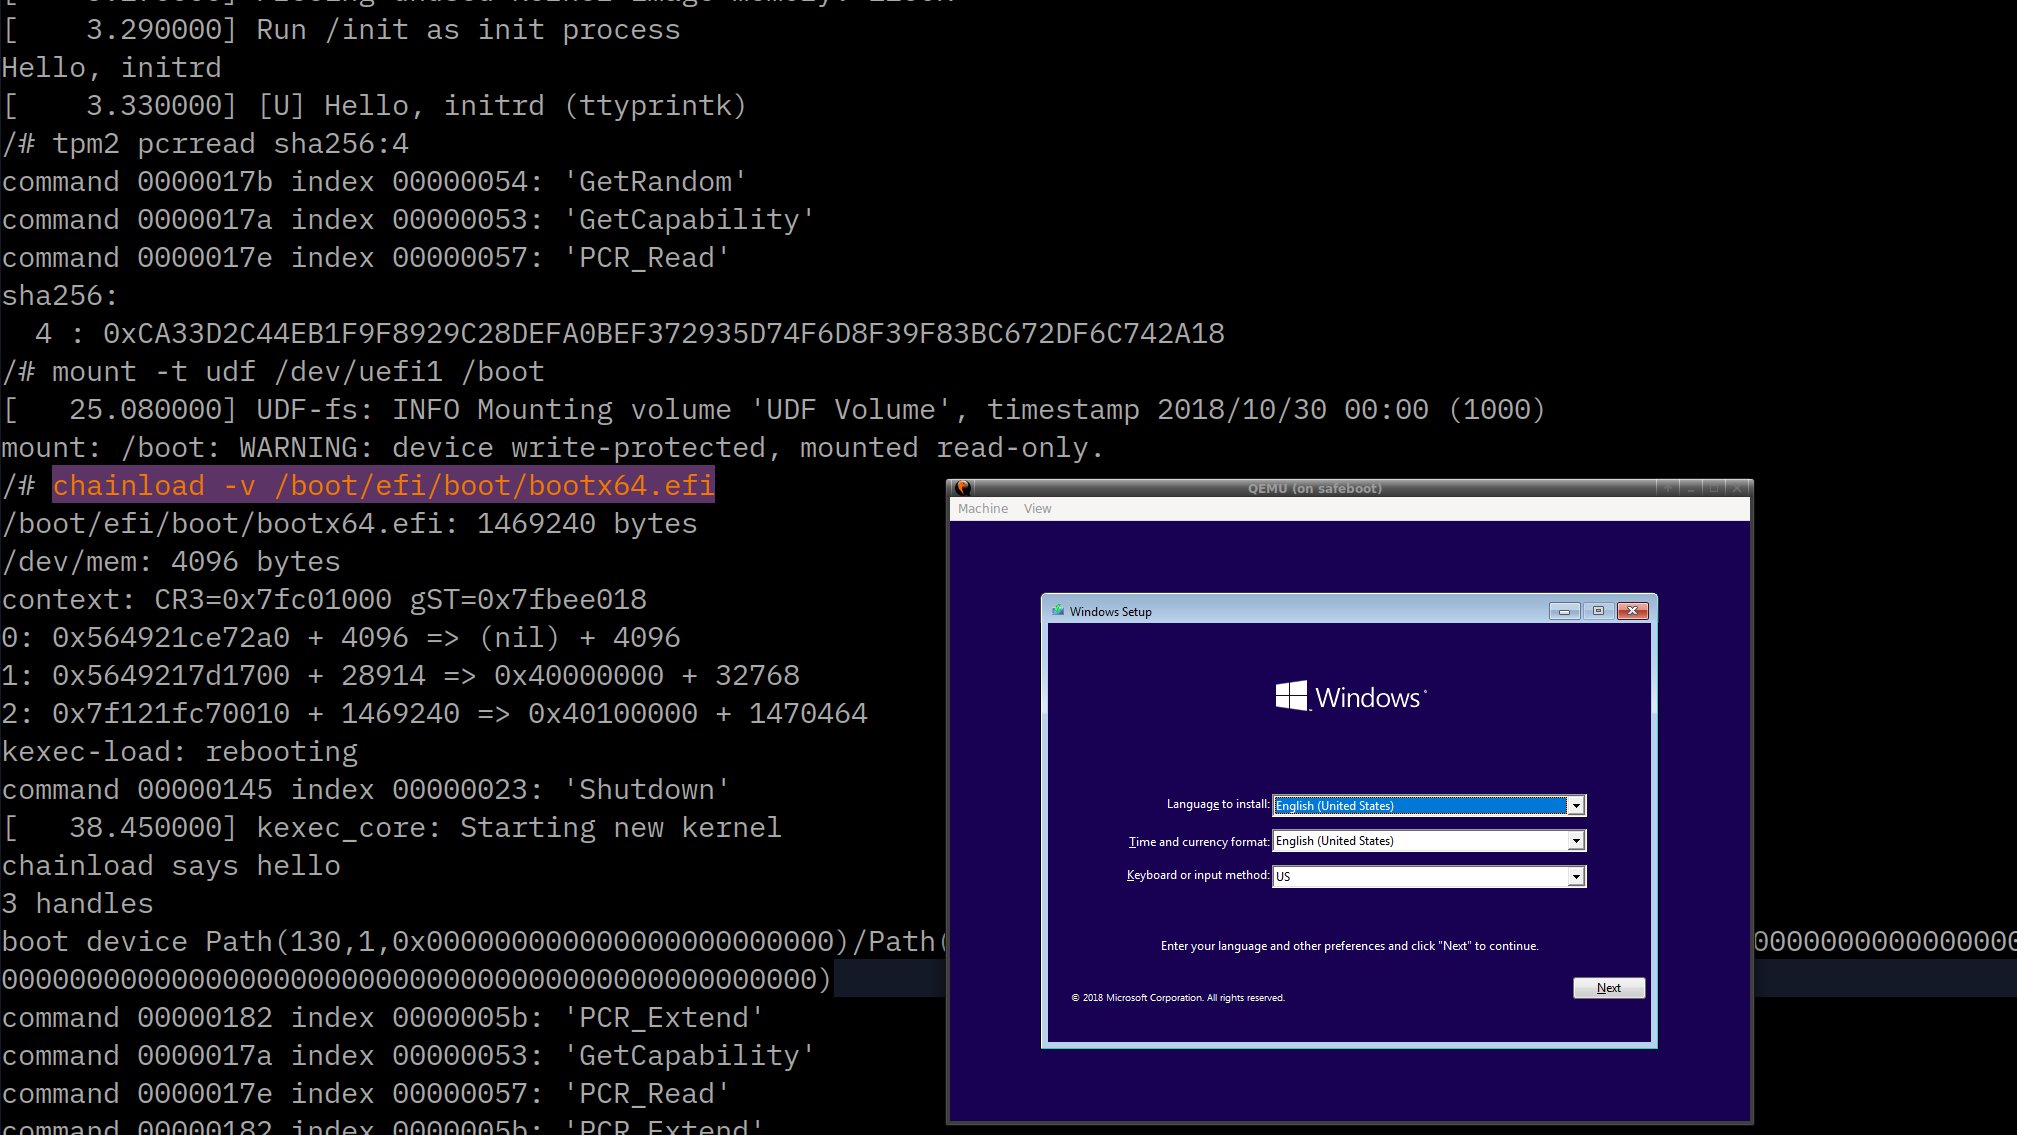 [    3.290000] Run /init as init process
Hello, initrd
[    3.330000] [U] Hello, initrd (ttyprintk)
/# tpm2 pcrread sha256:4
command 0000017b index 00000054: 'GetRandom'
command 0000017a index 00000053: 'GetCapability'
command 0000017e index 00000057: 'PCR_Read'
sha256:
  4 : 0xCA33D2C44EB1F9F8929C28DEFA0BEF372935D74F6D8F39F83BC672DF6C742A18
/# mount -t udf /dev/uefi1 /boot
[   25.080000] UDF-fs: INFO Mounting volume 'UDF Volume', timestamp 2018/10/30 00:00 (1000)
mount: /boot: WARNING: device write-protected, mounted read-only.
/# chainload -v /boot/efi/boot/bootx64.efi
/boot/efi/boot/bootx64.efi: 1469240 bytes
/dev/mem: 4096 bytes
context: CR3=0x7fc01000 gST=0x7fbee018
0: 0x564921ce72a0 + 4096 => (nil) + 4096
1: 0x5649217d1700 + 28914 => 0x40000000 + 32768
2: 0x7f121fc70010 + 1469240 => 0x40100000 + 1470464
kexec-load: rebooting
command 00000145 index 00000023: 'Shutdown'
[   38.450000] kexec_core: Starting new kernel
chainload says hello
3 handles
boot device Path(130,1,0x000000000000000000000000)/Path(
command 00000182 index 0000005b: 'PCR_Extend'
command 0000017a index 00000053: 'GetCapability'
command 0000017e index 00000057: 'PCR_Read'
command 00000182 index 0000005b: 'PCR_Extend'
QEMU (on safeboot)
Machine View
Windows Setup
Windows
Language to install: English (United States)
Time and currency format: English (United States)
Keyboard or input method: US
Enter your language and other preferences and click "Next" to continue.
© 2018 Microsoft Corporation. All rights reserved.
Next